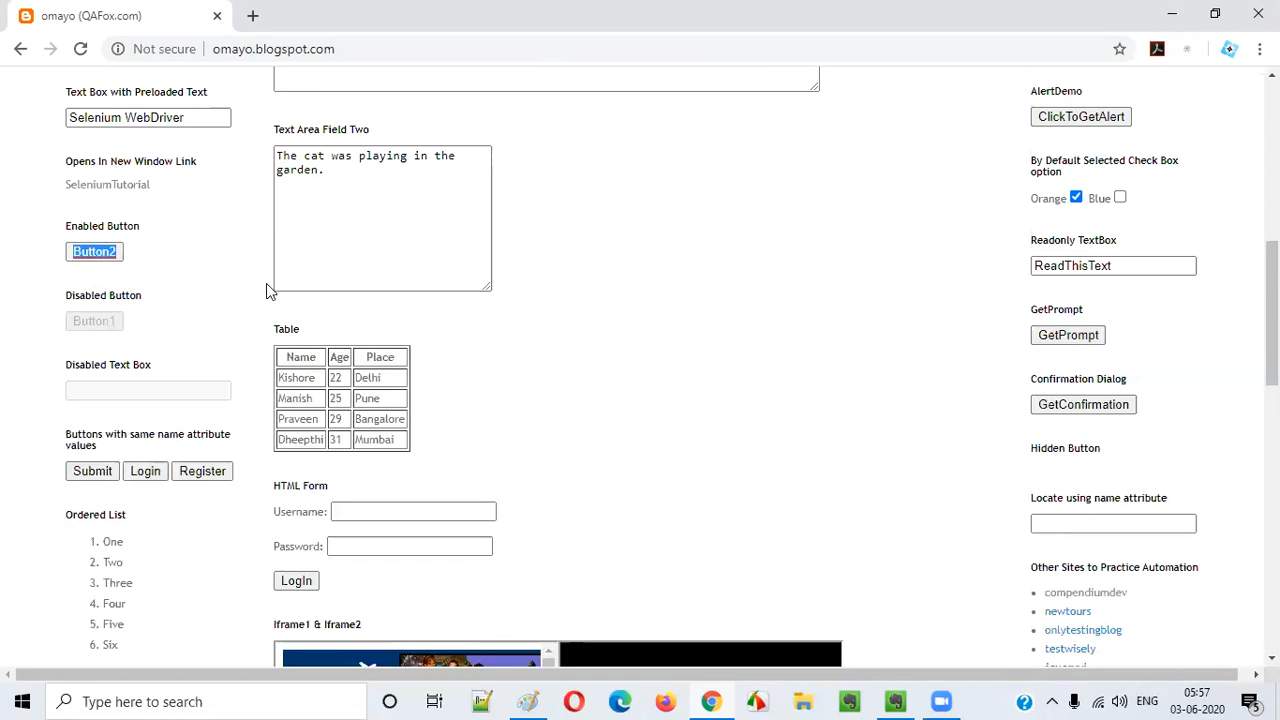 omayo (QAFox.com)
Not secure
omayo.blogspot.com
Text Box with Preloaded Text
Selenium WebDriver
Opens In New Window Link
SeleniumTutorial
Enabled Button
Button2
Disabled Button
Button1
Disabled Text Box
Buttons with same name attribute
values
Submit Login Register
Ordered List
1. One
2. Two
3. Three
4. Four
5. Five
6. Six
Text Area Field Two
The cat was playing in the
garden.
Table
Name Age Place
Kishore 22 Delhi
Manish 25 Pune
Praveen 29 Bangalore
Dheepthi 31 Mumbai
HTML Form
Username:
Password:
LogIn
Iframe1 & Iframe2
AlertDemo
ClickToGetAlert
By Default Selected Check Box
option
Orange Blue
Readonly TextBox
ReadThisText
GetPrompt
GetPrompt
Confirmation Dialog
GetConfirmation
Hidden Button
Locate using name attribute
Other Sites to Practice Automation
compendiumdev
newtours
onlytestingblog
testwisely
Type here to search
ENG
05:57
03-06-2020
5